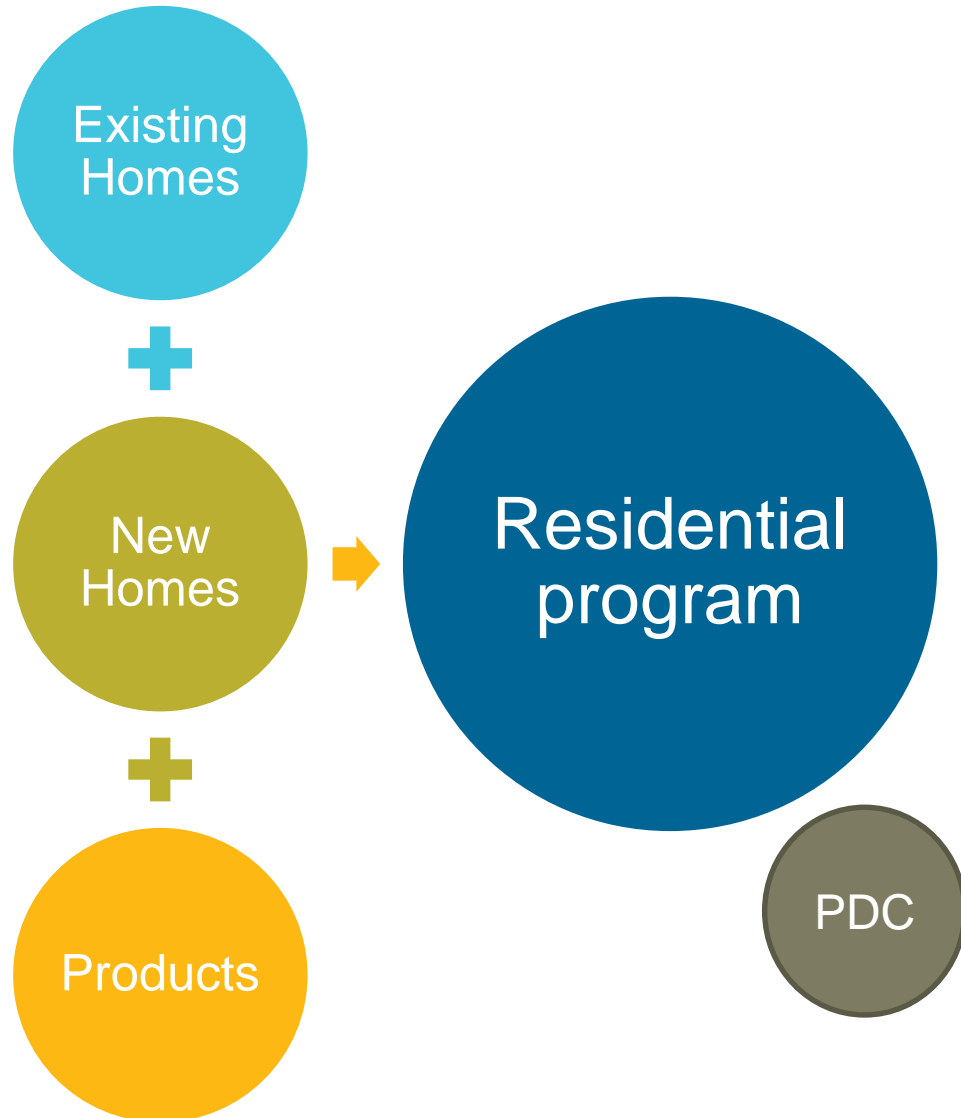 Existing
Homes
New
Homes
Products
Residential
program
PDC